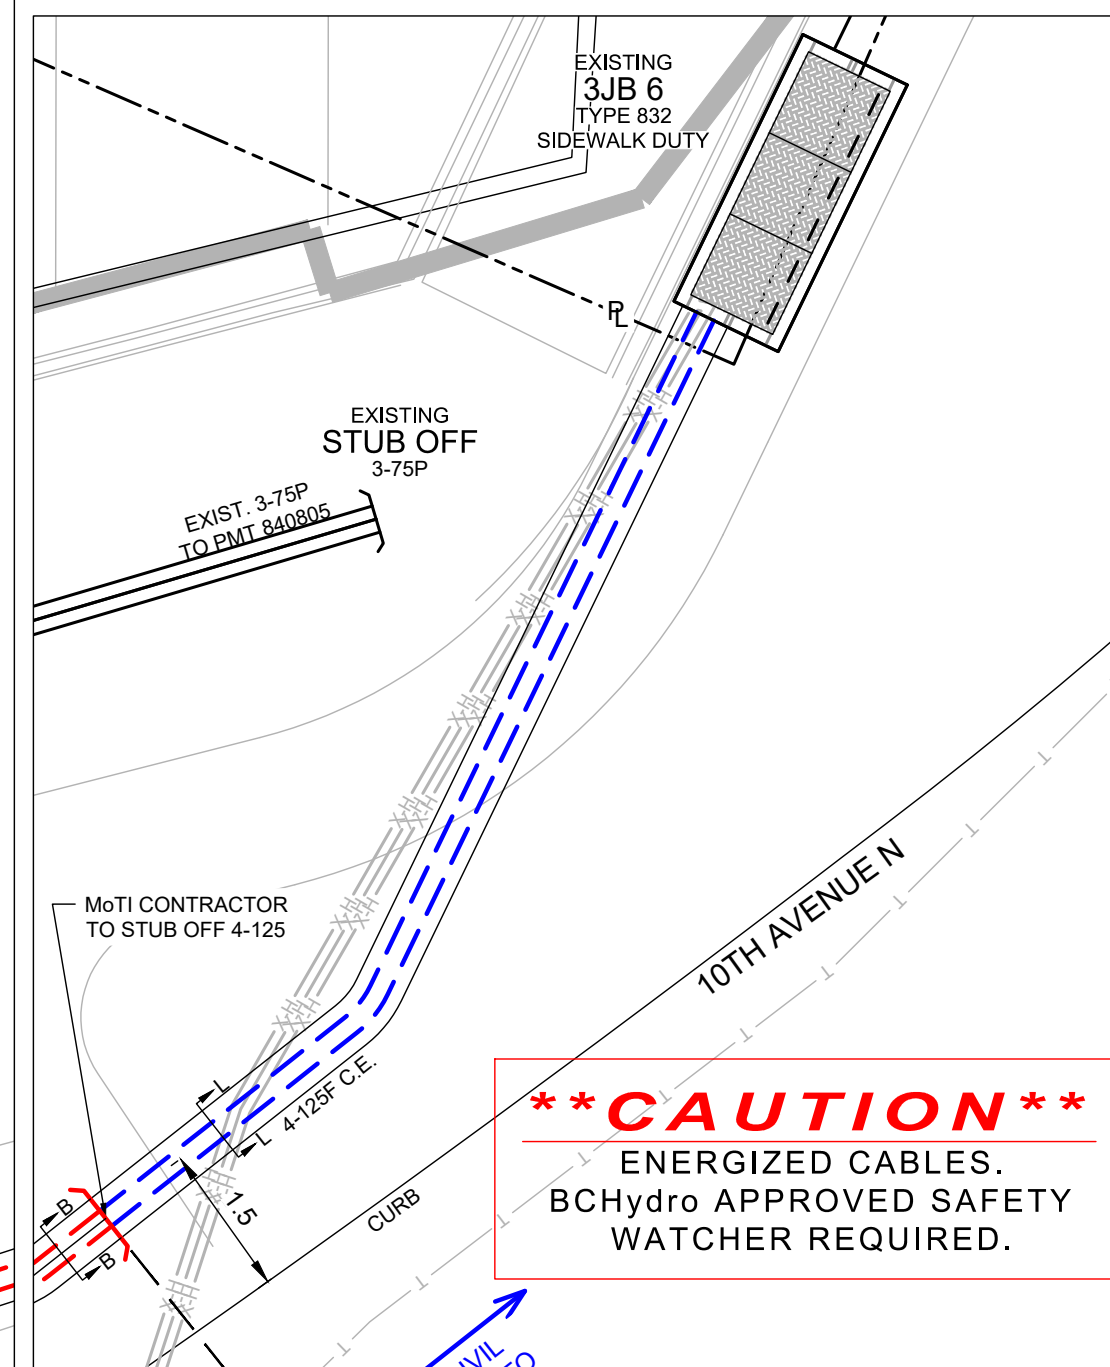 EXISTING
3JB 6
TYPE 832
SIDEWALK DUTY
PL
EXISTING
STUB OFF
3-75P
EXIST. 3-75P
TO PMT 840805
MoTI CONTRACTOR
TO STUB OFF 4-125
10TH AVENUE N
L
L
4-125F C.E.
B
B
1.5
CURB
**CAUTION**
ENERGIZED CABLES.
BCHydro APPROVED SAFETY
WATCHER REQUIRED.